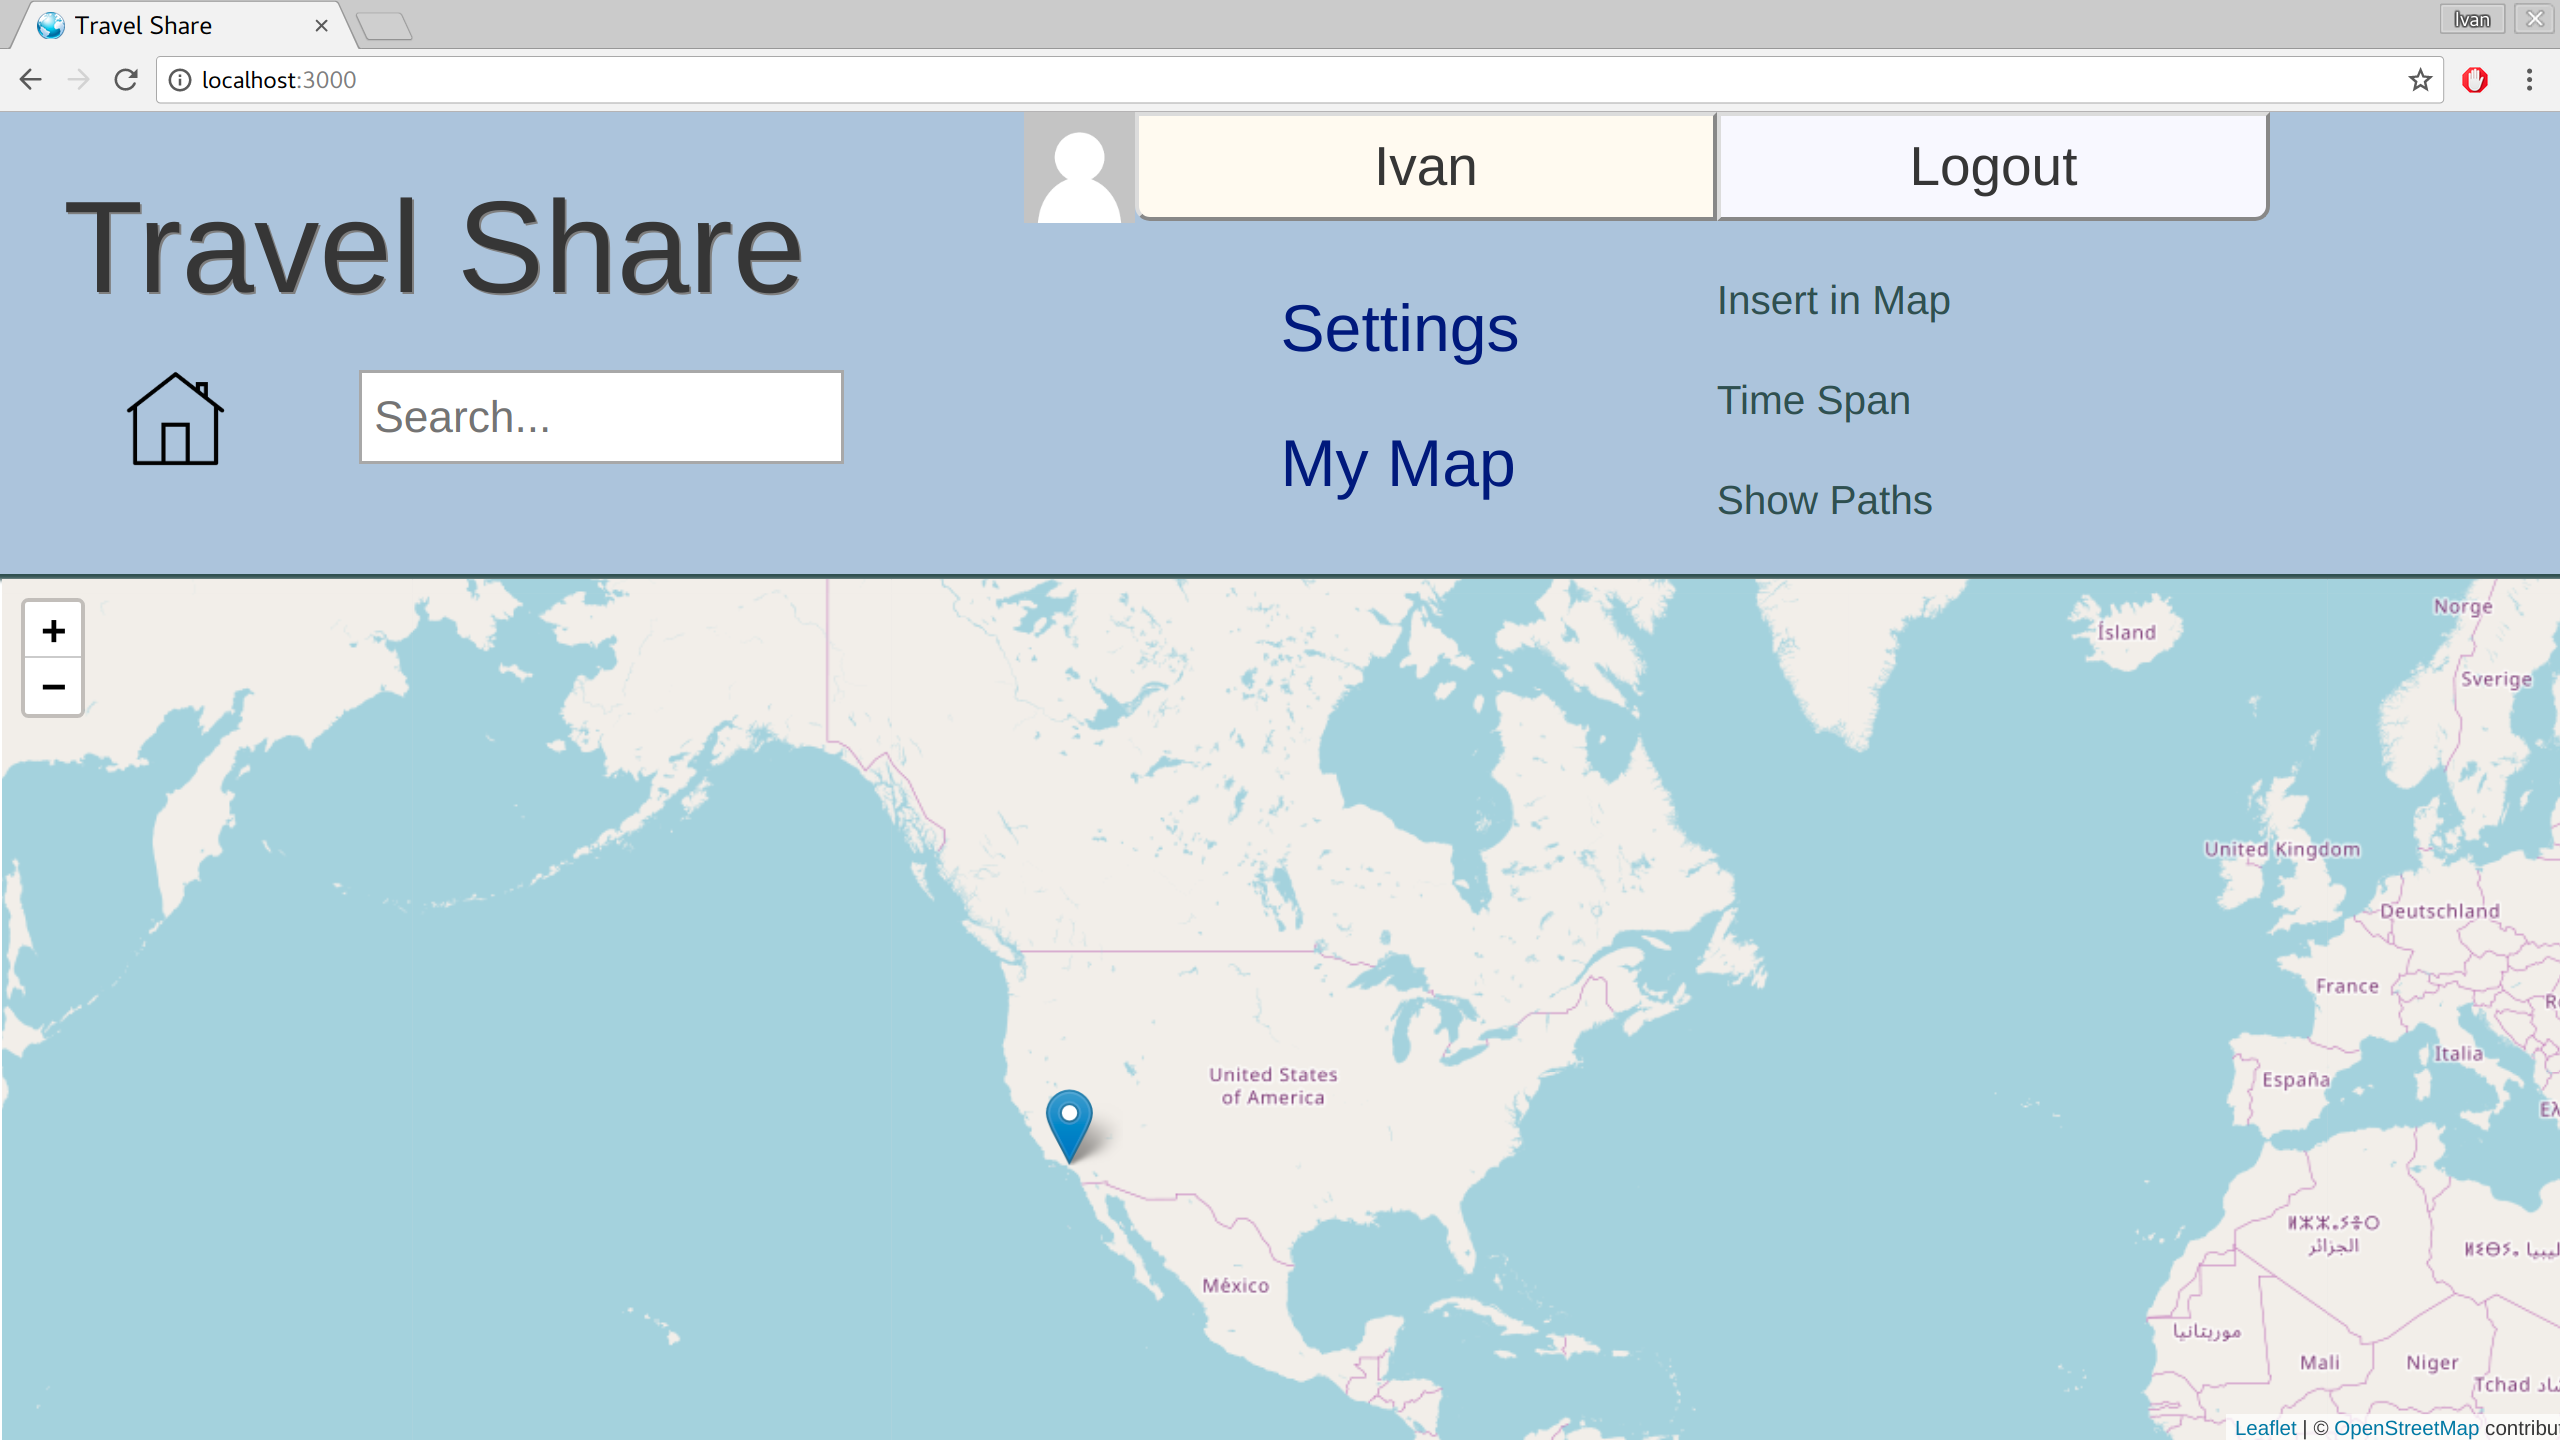 Travel Share
Ivan
localhost:3000
Ivan
Logout
Travel Share
Settings
Insert in Map
Time Span
Search...
My Map
Show Paths
+
−
Norge
Ísland
Sverige
United Kingdom
Deutschland
France
Italia
España
United States
of America
México
ⵍⵣⵣⴰⵢⴻⵔ
الجزائر
موريتانيا
Mali
Niger
Tchad
Leaflet | © OpenStreetMap